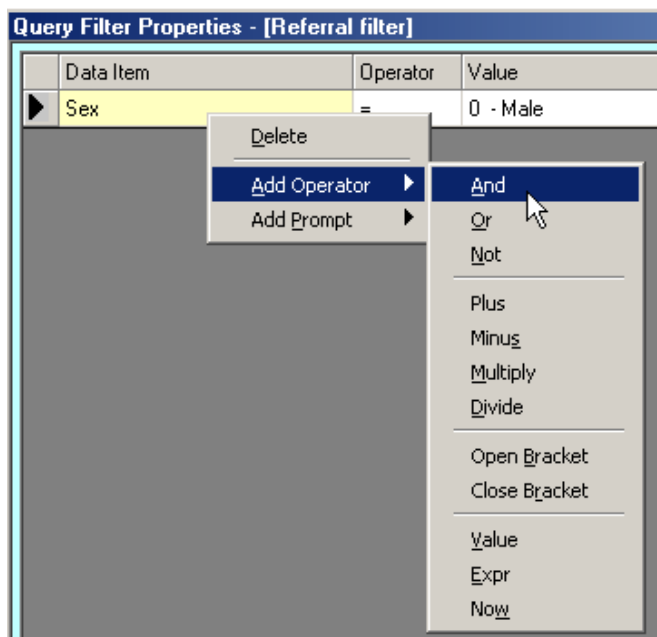 Query Filter Properties - [Referral filter]
Data Item Operator Value
Sex = 0 - Male
Delete
Add Operator
Add Prompt
And
Or
Not
Plus
Minus
Multiply
Divide
Open Bracket
Close Bracket
Value
Expr
Now